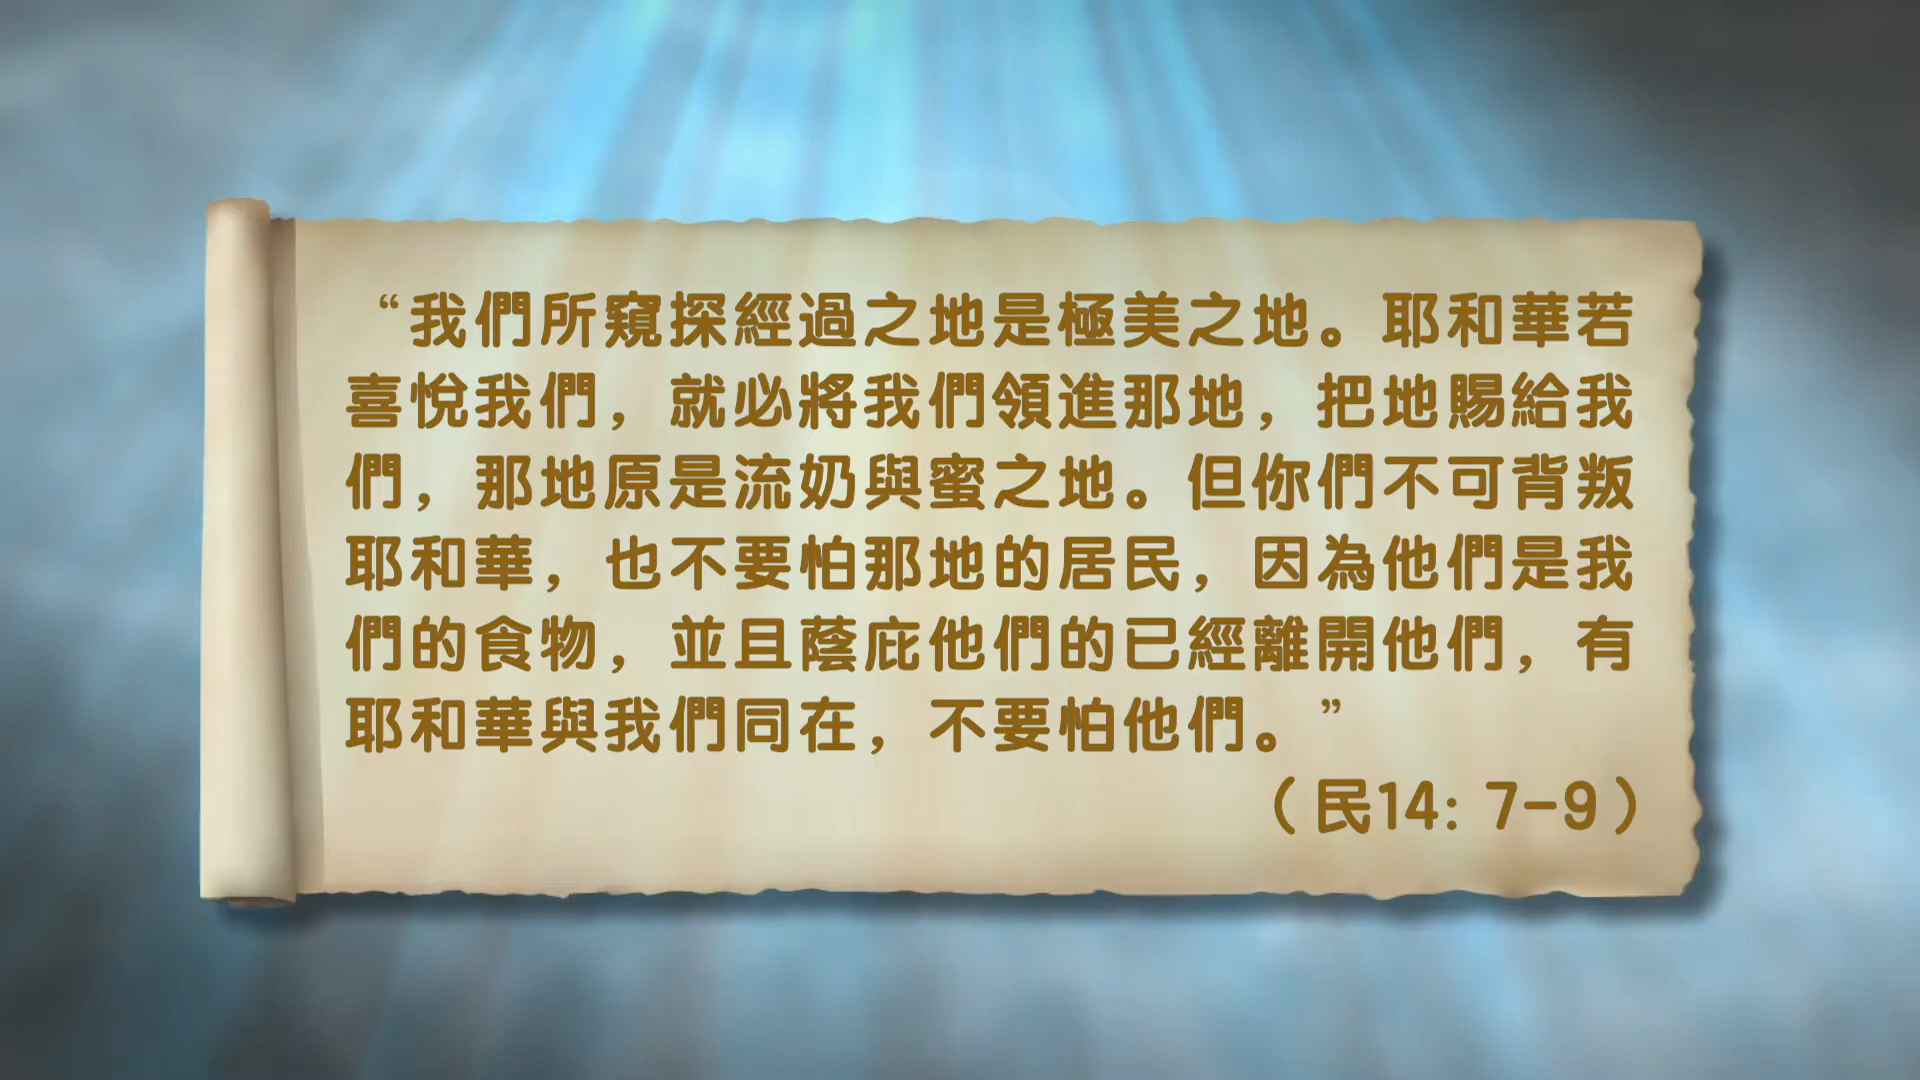 “我們所窺探經過之地是極美之地。耶和華若
喜悅我們，就必將我們領進那地，把地賜給我
們，那地原是流奶與蜜之地。但你們不可背叛
耶和華，也不要怕那地的居民，因為他們是我
們的食物，並且蔭庇他們的已經離開他們，有
耶和華與我們同在，不要怕他們。”
（民14: 7-9）